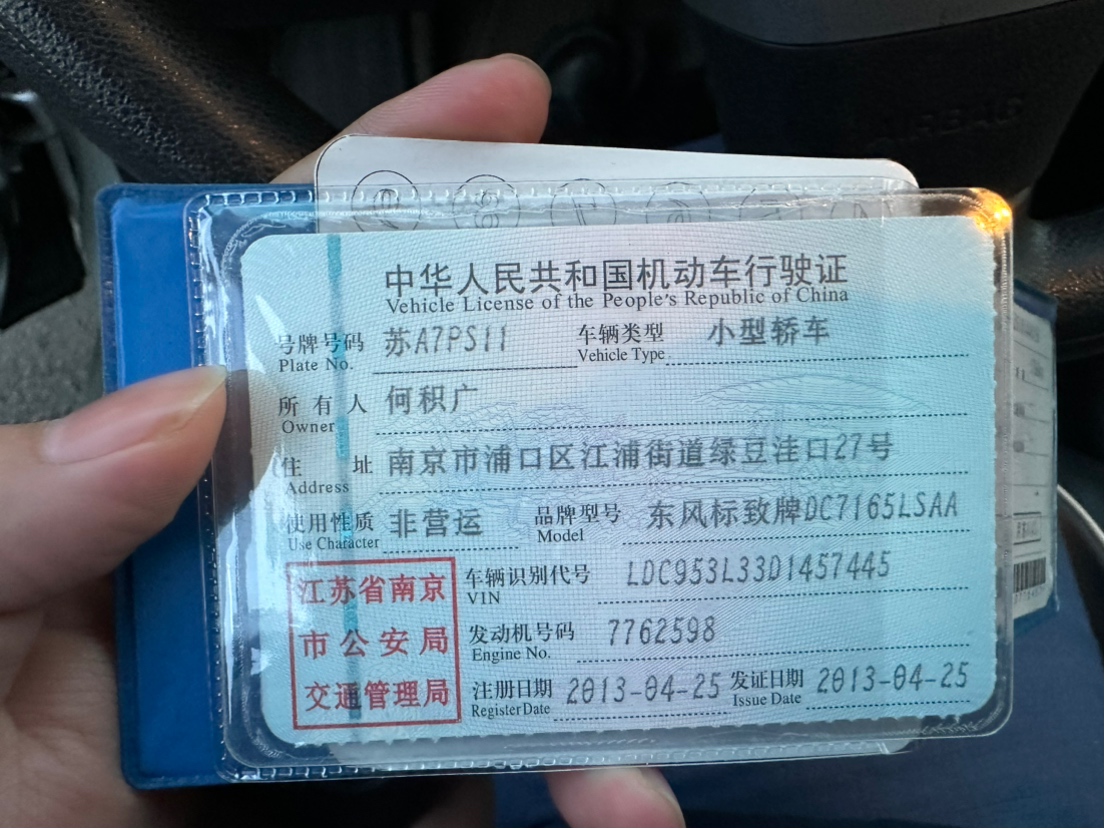 AIRBAG
中华人民共和国机动车行驶证
Vehicle License of the People's Republic of China
号牌号码 苏A7PS11 车辆类型 小型轿车
Plate No. Vehicle Type
所有人 何积广
Owner
住址 南京市浦口区江浦街道绿豆洼口27号
Address
使用性质 非营运 品牌型号 东风标致牌DC7165LSAA
Use Character Model
江苏省南京
市公安局
交通管理局
车辆识别代号 LDC953L33D1457445
VIN
发动机号码 7762598
Engine No.
注册日期 2013-04-25 发证日期 2013-04-25
Register Date Issue Date